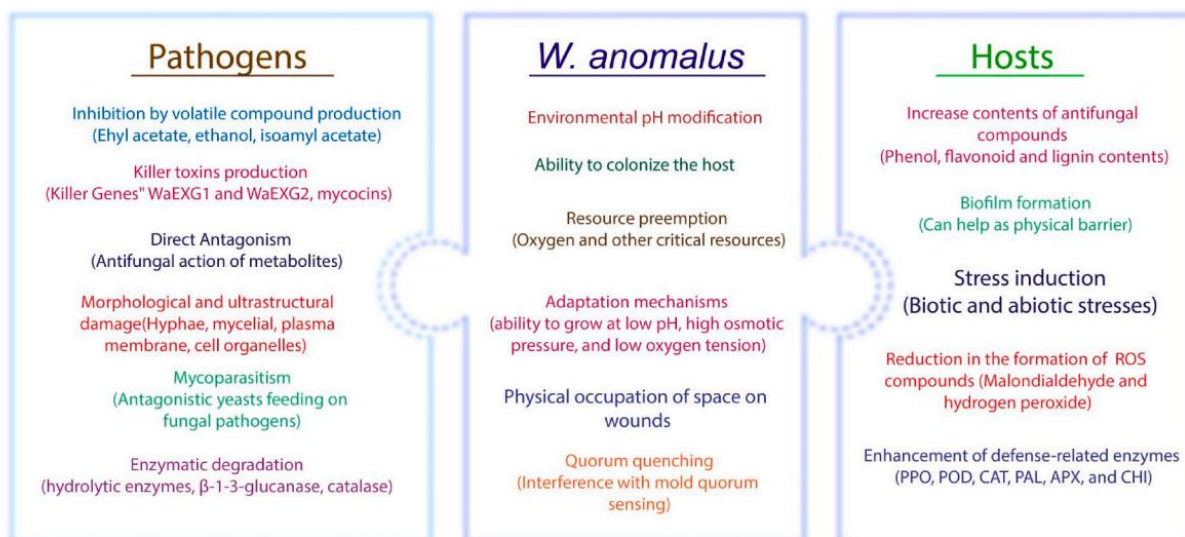 Pathogens
Inhibition by volatile compound production
(Ehyl acetate, ethanol, isoamyl acetate)
Killer toxins production
(Killer Genes" WaEXG1 and WaEXG2, mycocins)
Direct Antagonism
(Antifungal action of metabolites)
Morphological and ultrastructural
damage(Hyphae, mycelial, plasma
membrane, cell organelles)
Mycoparasitism
(Antagonistic yeasts feeding on
fungal pathogens)
Enzymatic degradation
(hydrolytic enzymes, β-1-3-glucanase, catalase)
W. anomalus
Environmental pH modification
Ability to colonize the host
Resource preemption
(Oxygen and other critical resources)
Adaptation mechanisms
(ability to grow at low pH, high osmotic
pressure, and low oxygen tension)
Physical occupation of space on
wounds
Quorum quenching
(Interference with mold quorum
sensing)
Hosts
Increase contents of antifungal
compounds
(Phenol, flavonoid and lignin contents)
Biofilm formation
(Can help as physical barrier)
Stress induction
(Biotic and abiotic stresses)
Reduction in the formation of ROS
compounds (Malondialdehyde and
hydrogen peroxide)
Enhancement of defense-related enzymes
(PPO, POD, CAT, PAL, APX, and CHI)